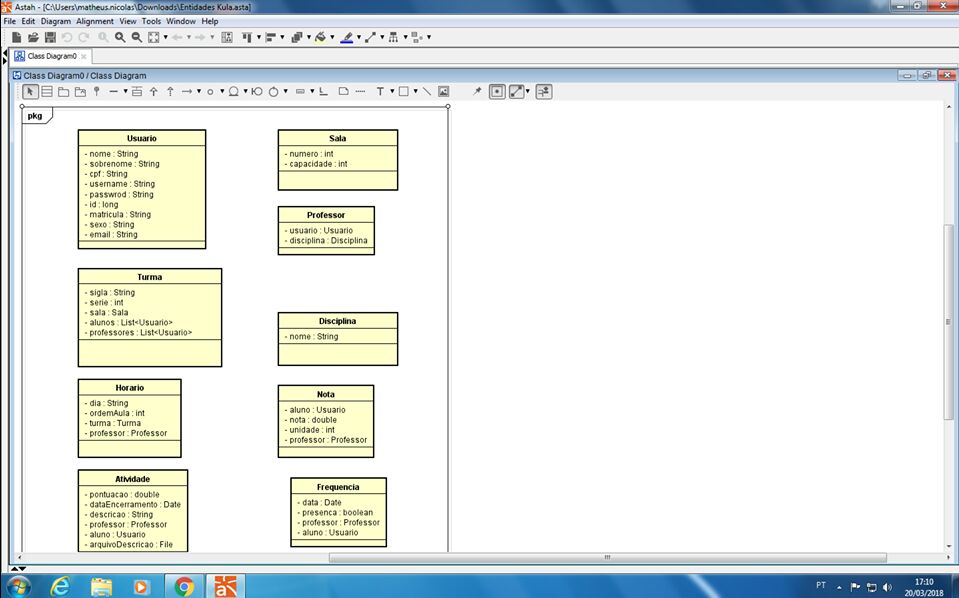 Astah - [C:\Users\matheus.nicolas\Downloads\Entidades Kula.asta]
File Edit Diagram Alignment View Tools Window Help
Class Diagram0
Class Diagram0 / Class Diagram
pkg
Usuario
- nome : String
- sobrenome : String
- cpf : String
- username : String
- passwrod : String
- id : long
- matricula : String
- sexo : String
- email : String
Sala
- numero : int
- capacidade : int
Professor
- usuario : Usuario
- disciplina : Disciplina
Turma
- sigla : String
- serie : int
- sala : Sala
- alunos : List<Usuario>
- professores : List<Usuario>
Disciplina
- nome : String
Horario
- dia : String
- ordemAula : int
- turma : Turma
- professor : Professor
Nota
- aluno : Usuario
- nota : double
- unidade : int
- professor : Professor
Atividade
- pontuacao : double
- dataEncerramento : Date
- descricao : String
- professor : Professor
- aluno : Usuario
- arquivoDescricao : File
Frequencia
- data : Date
- presenca : boolean
- professor : Professor
- aluno : Usuario
PT
17:10
20/03/2018